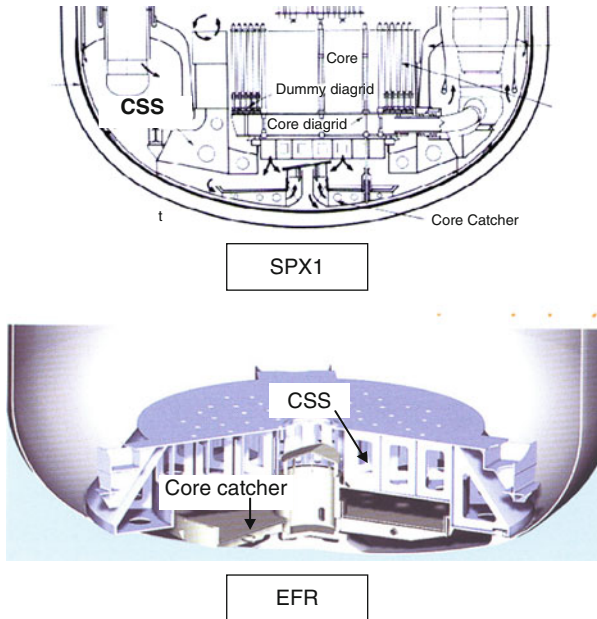 Core
Dummy diagrid
CSS
Core diagrid
t
Core Catcher
SPX1
CSS
Core catcher
EFR